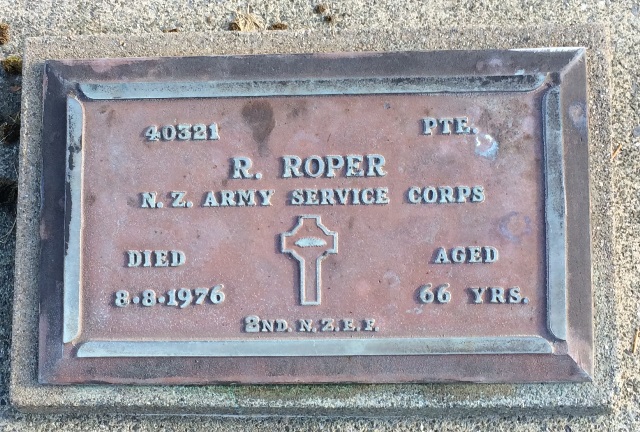 40321 PTE.
R. ROPER
N. Z. ARMY SERVICE CORPS
DIED AGED
8.8.1976 66 YRS.
2ND. N.Z.E.F.